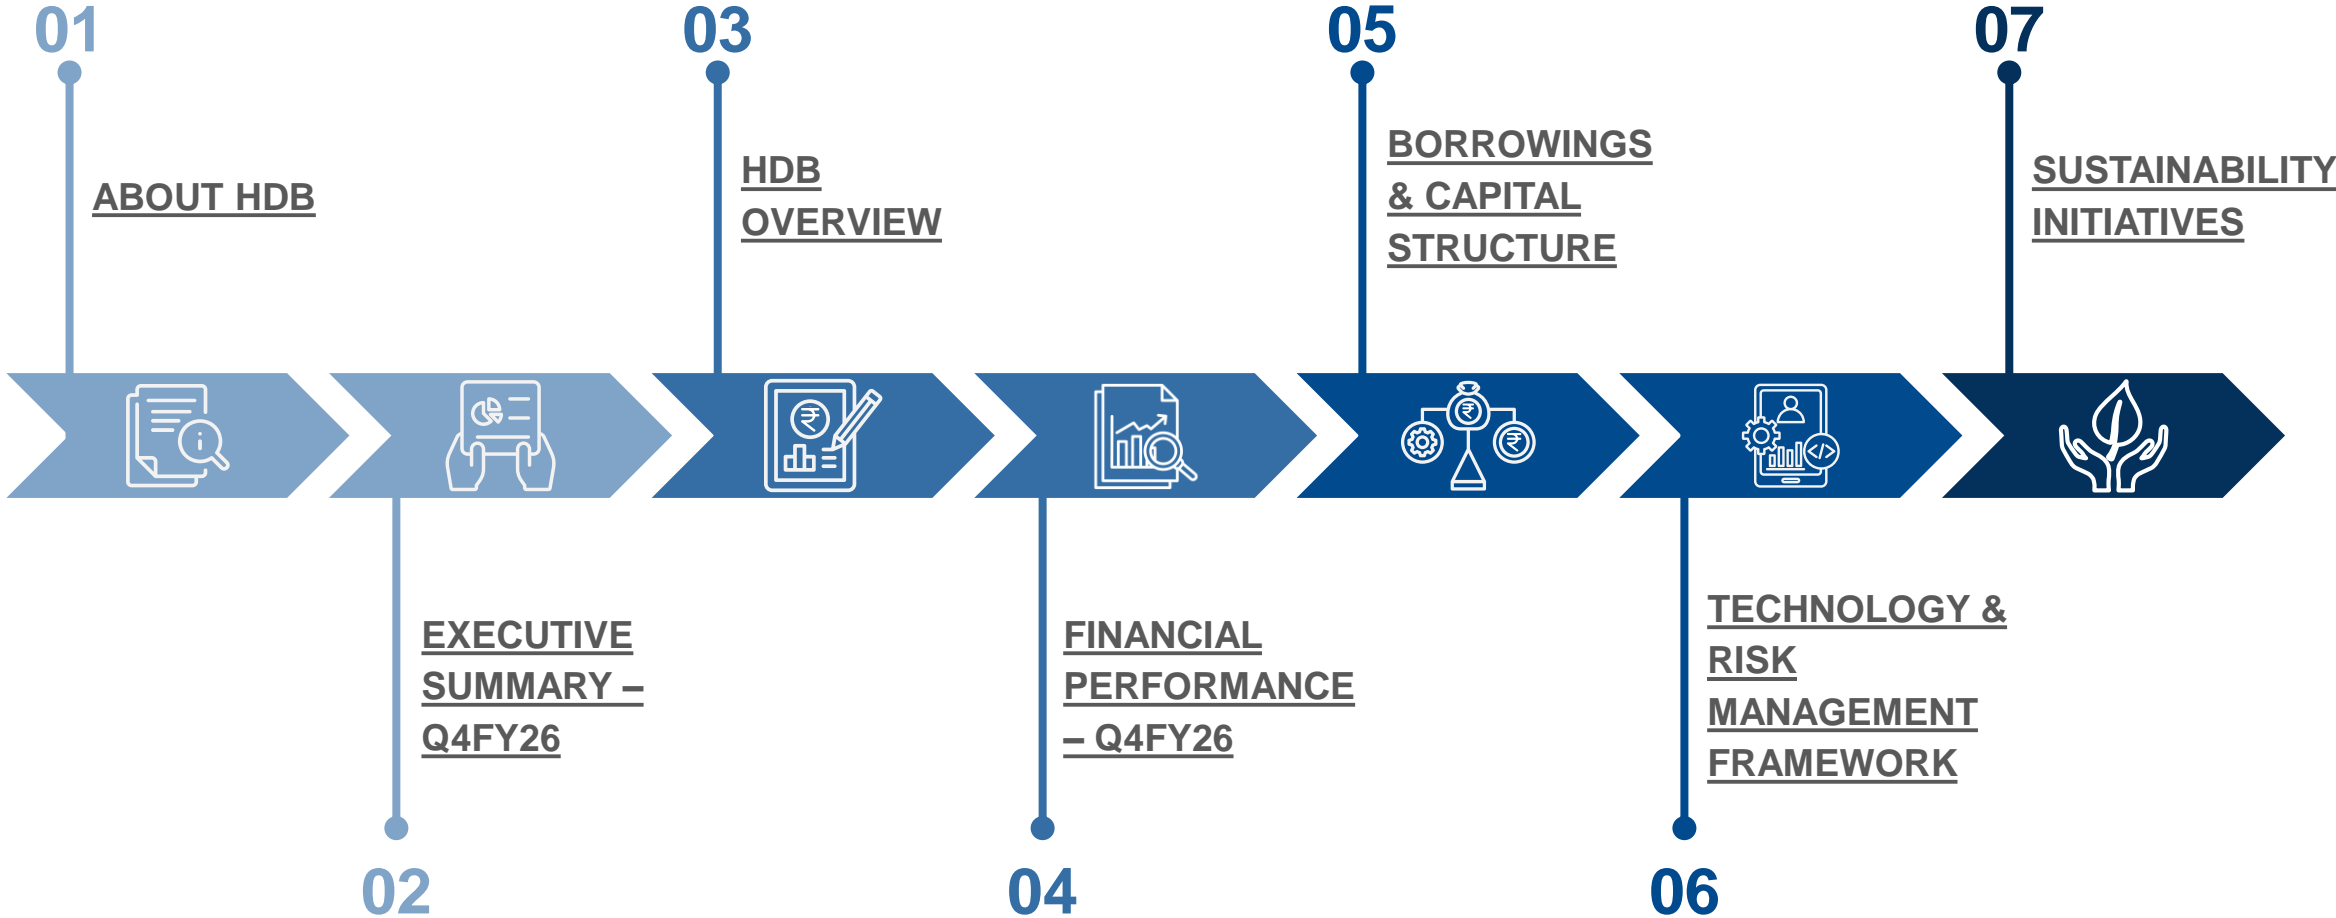 01
ABOUT HDB
02
EXECUTIVE
SUMMARY –
Q4FY26
03
HDB
OVERVIEW
04
FINANCIAL
PERFORMANCE
– Q4FY26
05
BORROWINGS
& CAPITAL
STRUCTURE
06
TECHNOLOGY &
RISK
MANAGEMENT
FRAMEWORK
07
SUSTAINABILITY
INITIATIVES